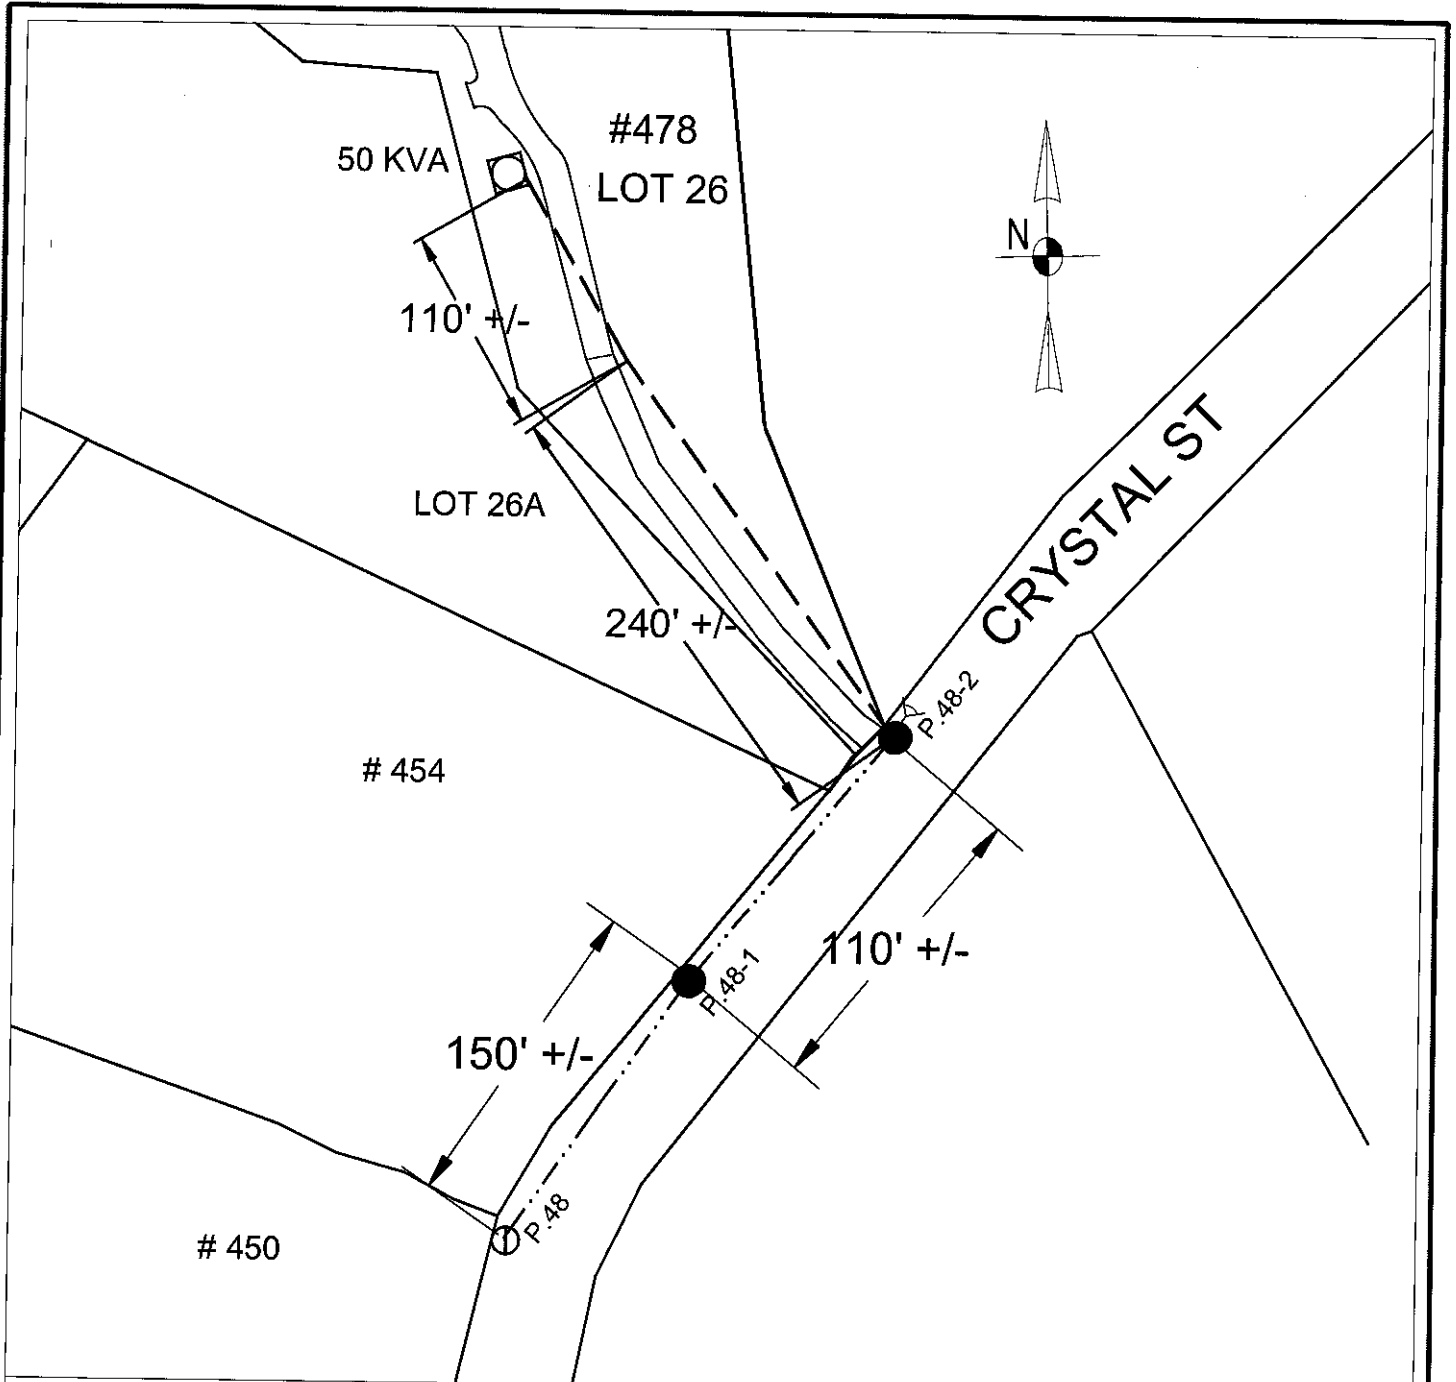 #478
50 KVA
LOT 26
N
110' +/-
CRYSTAL ST
LOT 26A
240' +/-
P.48-2
# 454
110' +/-
P.48-1
150' +/-
P.48
# 450